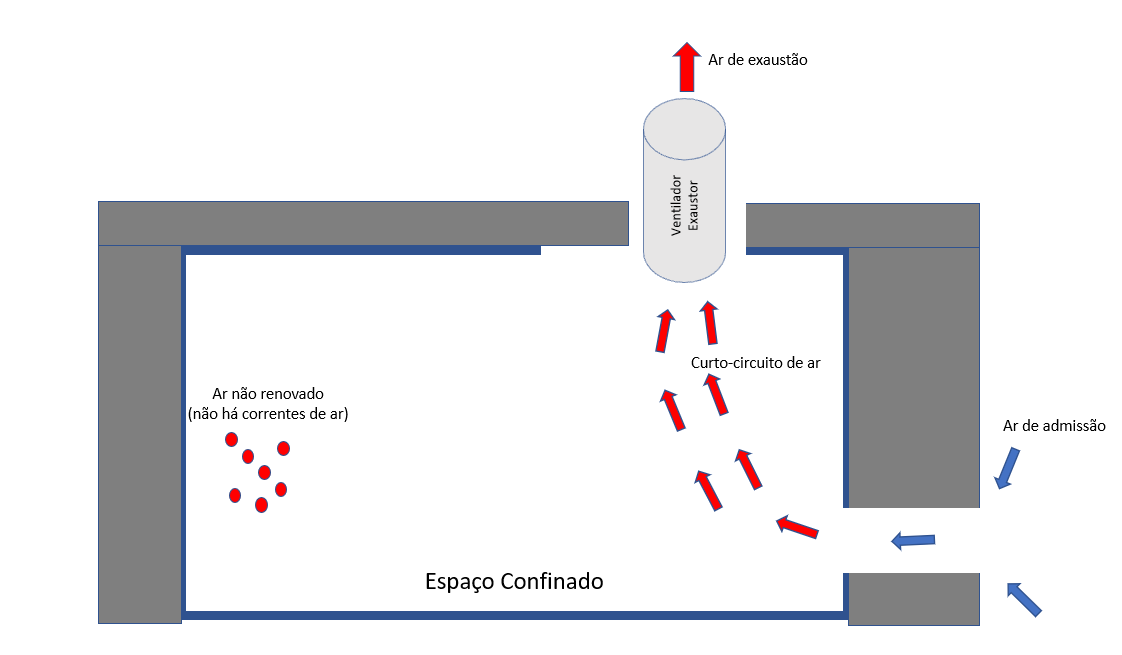 Ar de exaustão
Ventilador
Exaustor
Curto-circuito de ar
Ar não renovado
(não há correntes de ar)
Ar de admissão
Espaço Confinado